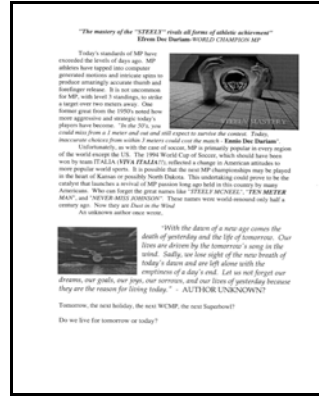 "The mastery of the "STEELY" rivals all forms of athletic achievment"
Efrem Dee Dariam-WORLD CHAMPION MP
Today's standards of MP have
exceeded the levels of days ago. MP
athletes have tapped into computer
generated motions and intricate spins to
produce amazingly accurate thumb and
forefinger release. It is not uncommon
for MP, with level 3 standings, to strike
a target over two meters away. One
former great from the 1950's noted how
more aggressive and strategic today's
players have become. "In the 50's, you
could miss from a 1 meter and out and still expect to survive the contest. Today,
inaccurate choices from within 3 meters could cost the match - Ennio Dee Dariam".
Unfortunately, as with the case of soccer, MP is primarily popular in every region
of the world except the US. The 1994 World Cup of Soccer, which should have been
won by team ITALIA (VIVA ITALIA!!), reflected a change in American attitudes to
more popular world sports. It is possible that the next MP championships may be played
in the heart of Kansas or possibly North Dakota. This undertaking could prove to be the
catalyst that launches a revival of MP passion long ago held in this country by many
Americans. Who can forget the great names like "STEELY MCNEEL", "TEN METER
MAN", and "NEVER-MISS JOHNSON". These names went world-renouned only half a
century ago. Now they are Dust in the Wind
An unknown author once wrote,
STEELY MASTERS
"With the dawn of a new age comes the
death of yesterday and the life of tomorrow. Our
lives are driven by the tomorrow's song in the
wind. Sadly, we lose sight of the new breath of
today's dawn and are left alone with the
emptiness of a day's end. Let us not forget our
dreams, our goals, our joys, our sorrows, and our lives of yesterday because
they are the reason for living today." - AUTHOR UNKNOWN?
Tomorrow, the next holiday, the next WCMP, the next Superbowl?
Do we live for tomorrow or today?